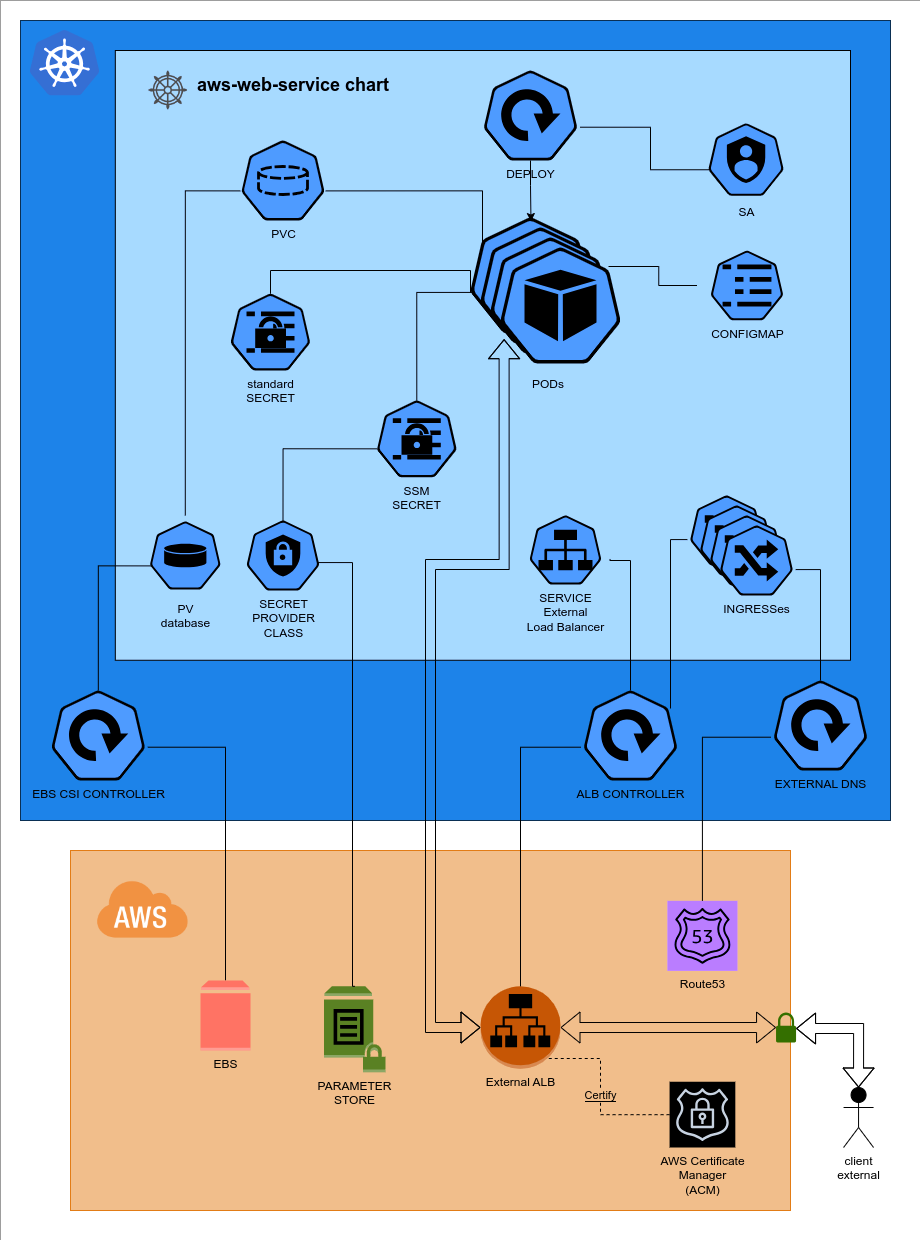 aws-web-service chart
DEPLOY
SA
PVC
CONFIGMAP
standard
SECRET
PODs
SSM
SECRET
PV
database
SECRET
PROVIDER
CLASS
SERVICE
External
Load Balancer
INGRESSes
EBS CSI CONTROLLER
ALB CONTROLLER
EXTERNAL DNS
AWS
53
Route53
EBS
PARAMETER
STORE
External ALB
Certify
AWS Certificate
Manager
(ACM)
client
external